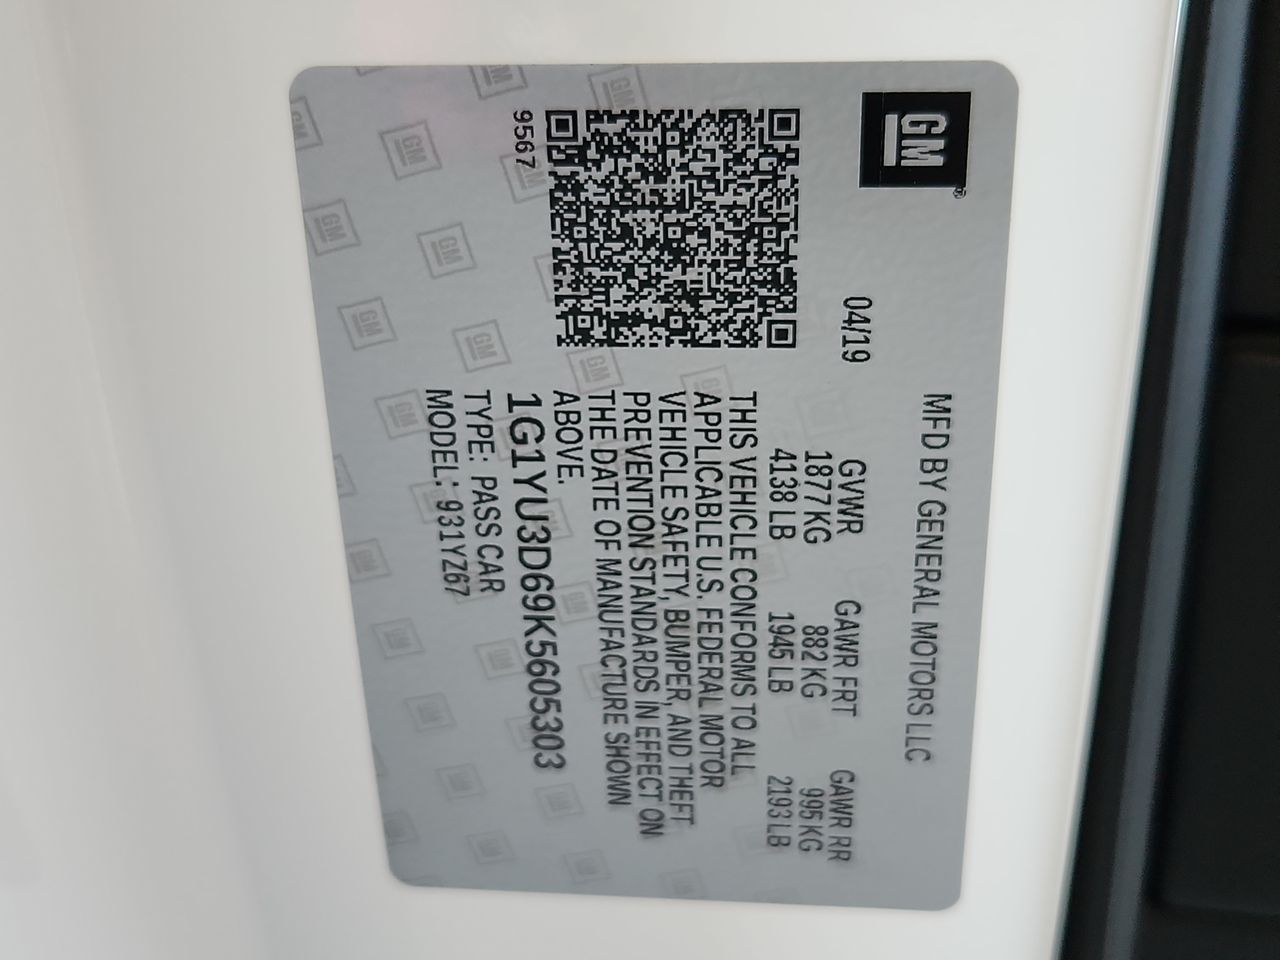 GM®
MFD BY GENERAL MOTORS LLC
04/19
GVWR GAWR FRT GAWR RR
1877 KG 882 KG 995 KG
4138 LB 1945 LB 2193 LB
THIS VEHICLE CONFORMS TO ALL
APPLICABLE U.S. FEDERAL MOTOR
VEHICLE SAFETY, BUMPER, AND THEFT
PREVENTION STANDARDS IN EFFECT ON
THE DATE OF MANUFACTURE SHOWN
ABOVE.
1G1YU3D69K5605303
TYPE: PASS CAR
MODEL: 931YZ67
9567